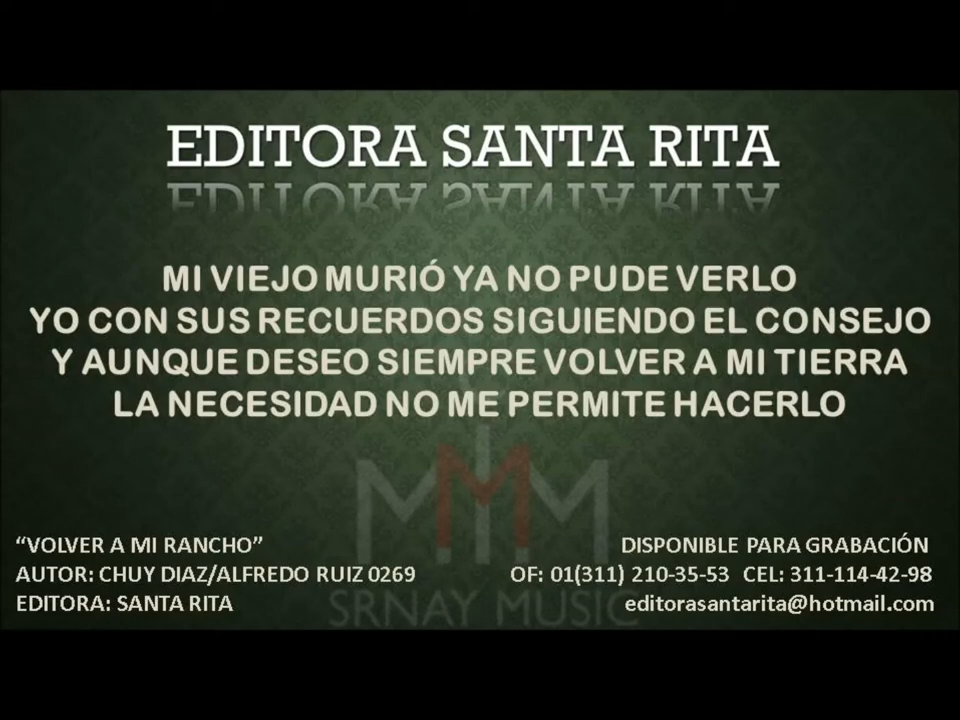 EDITORA SANTA RITA
MI VIEJO MURIÓ YA NO PUDE VERLO
YO CON SUS RECUERDOS SIGUIENDO EL CONSEJO
Y AUNQUE DESEO SIEMPRE VOLVER A MI TIERRA
LA NECESIDAD NO ME PERMITE HACERLO
“VOLVER A MI RANCHO”
AUTOR: CHUY DIAZ/ALFREDO RUIZ 0269
EDITORA: SANTA RITA
DISPONIBLE PARA GRABACIÓN
OF: 01(311) 210-35-53 CEL: 311-114-42-98
editorasantarita@hotmail.com
SRNAY MUSIC